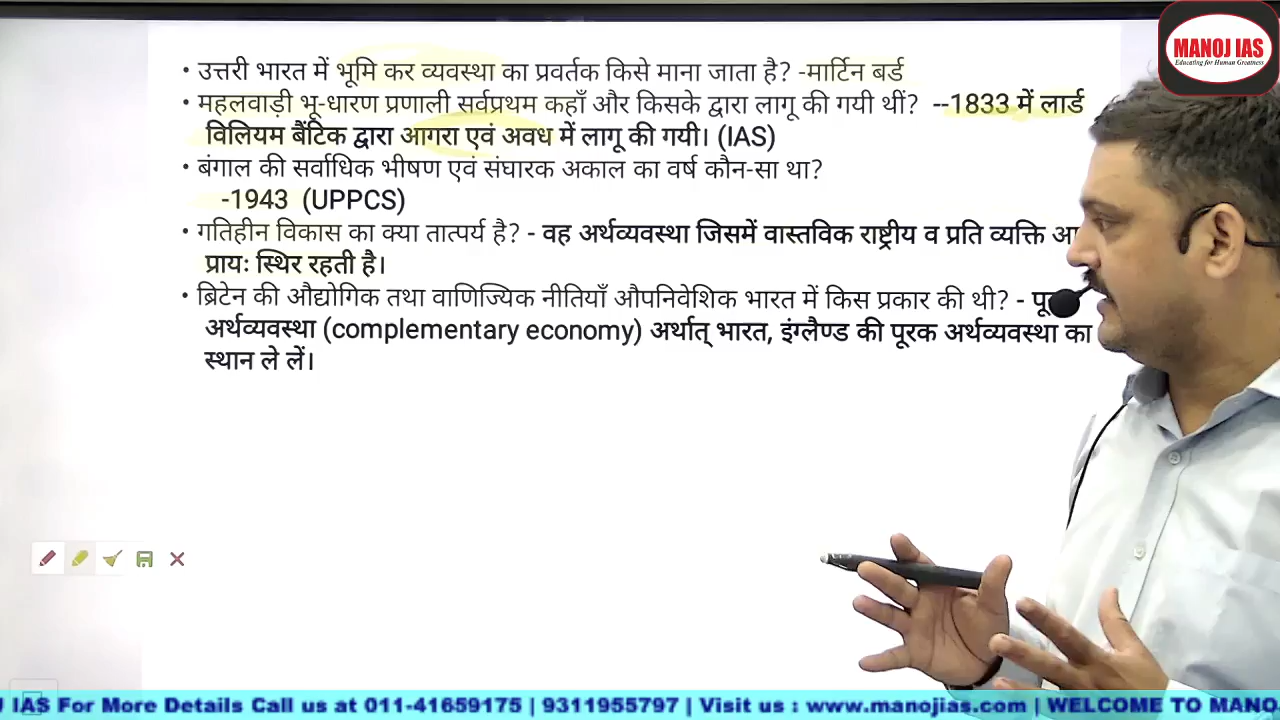 MANOJ IAS
Educating for Human Greatness
• उत्तरी भारत में भूमि कर व्यवस्था का प्रवर्तक किसे माना जाता है? -मार्टिन बर्ड
• महलवाड़ी भू-धारण प्रणाली सर्वप्रथम कहाँ और किसके द्वारा लागू की गयी थीं? --1833 में लार्ड
विलियम बैंटिक द्वारा आगरा एवं अवध में लागू की गयी। (IAS)
• बंगाल की सर्वाधिक भीषण एवं संघारक अकाल का वर्ष कौन-सा था?
-1943 (UPPCS)
• गतिहीन विकास का क्या तात्पर्य है? - वह अर्थव्यवस्था जिसमें वास्तविक राष्ट्रीय व प्रति व्यक्ति
प्रायः स्थिर रहती है।
• ब्रिटेन की औद्योगिक तथा वाणिज्यिक नीतियाँ औपनिवेशिक भारत में किस प्रकार की थी? -
अर्थव्यवस्था (complementary economy) अर्थात् भारत, इंग्लैण्ड की पूरक अर्थव्यवस्था का
स्थान ले लें।
IAS For More Details Call us at 011-41659175 | 9311955797 | Visit us : www.manojias.com | WELCOME TO MANO